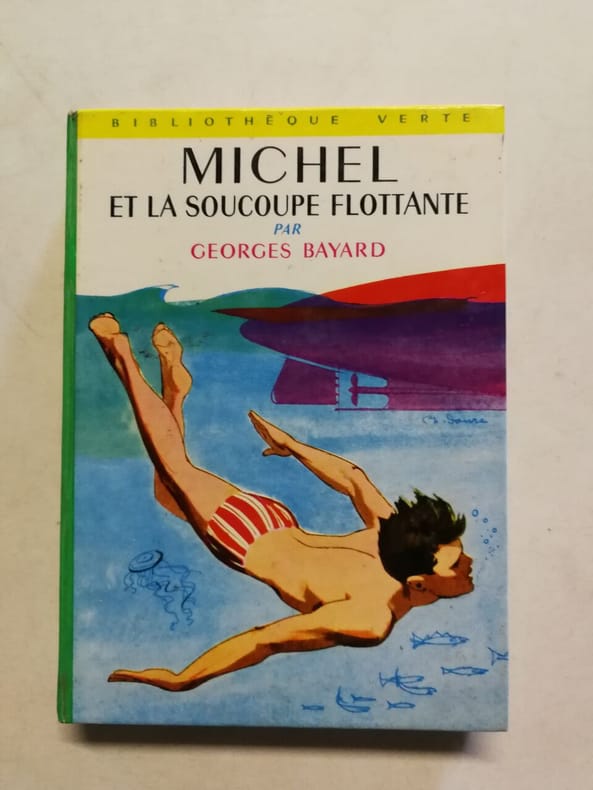 BIBLIOTHÈQUE VERTE
MICHEL
ET LA SOUCOUPE FLOTTANTE
PAR
GEORGES BAYARD